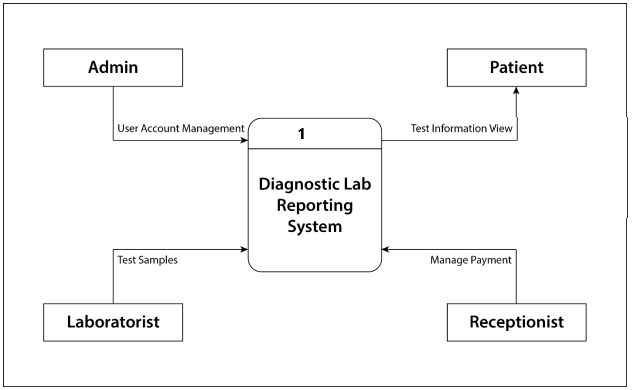 Admin
Patient
User Account Management
1
Test Information View
Diagnostic Lab
Reporting
System
Test Samples
Manage Payment
Laboratorist
Receptionist